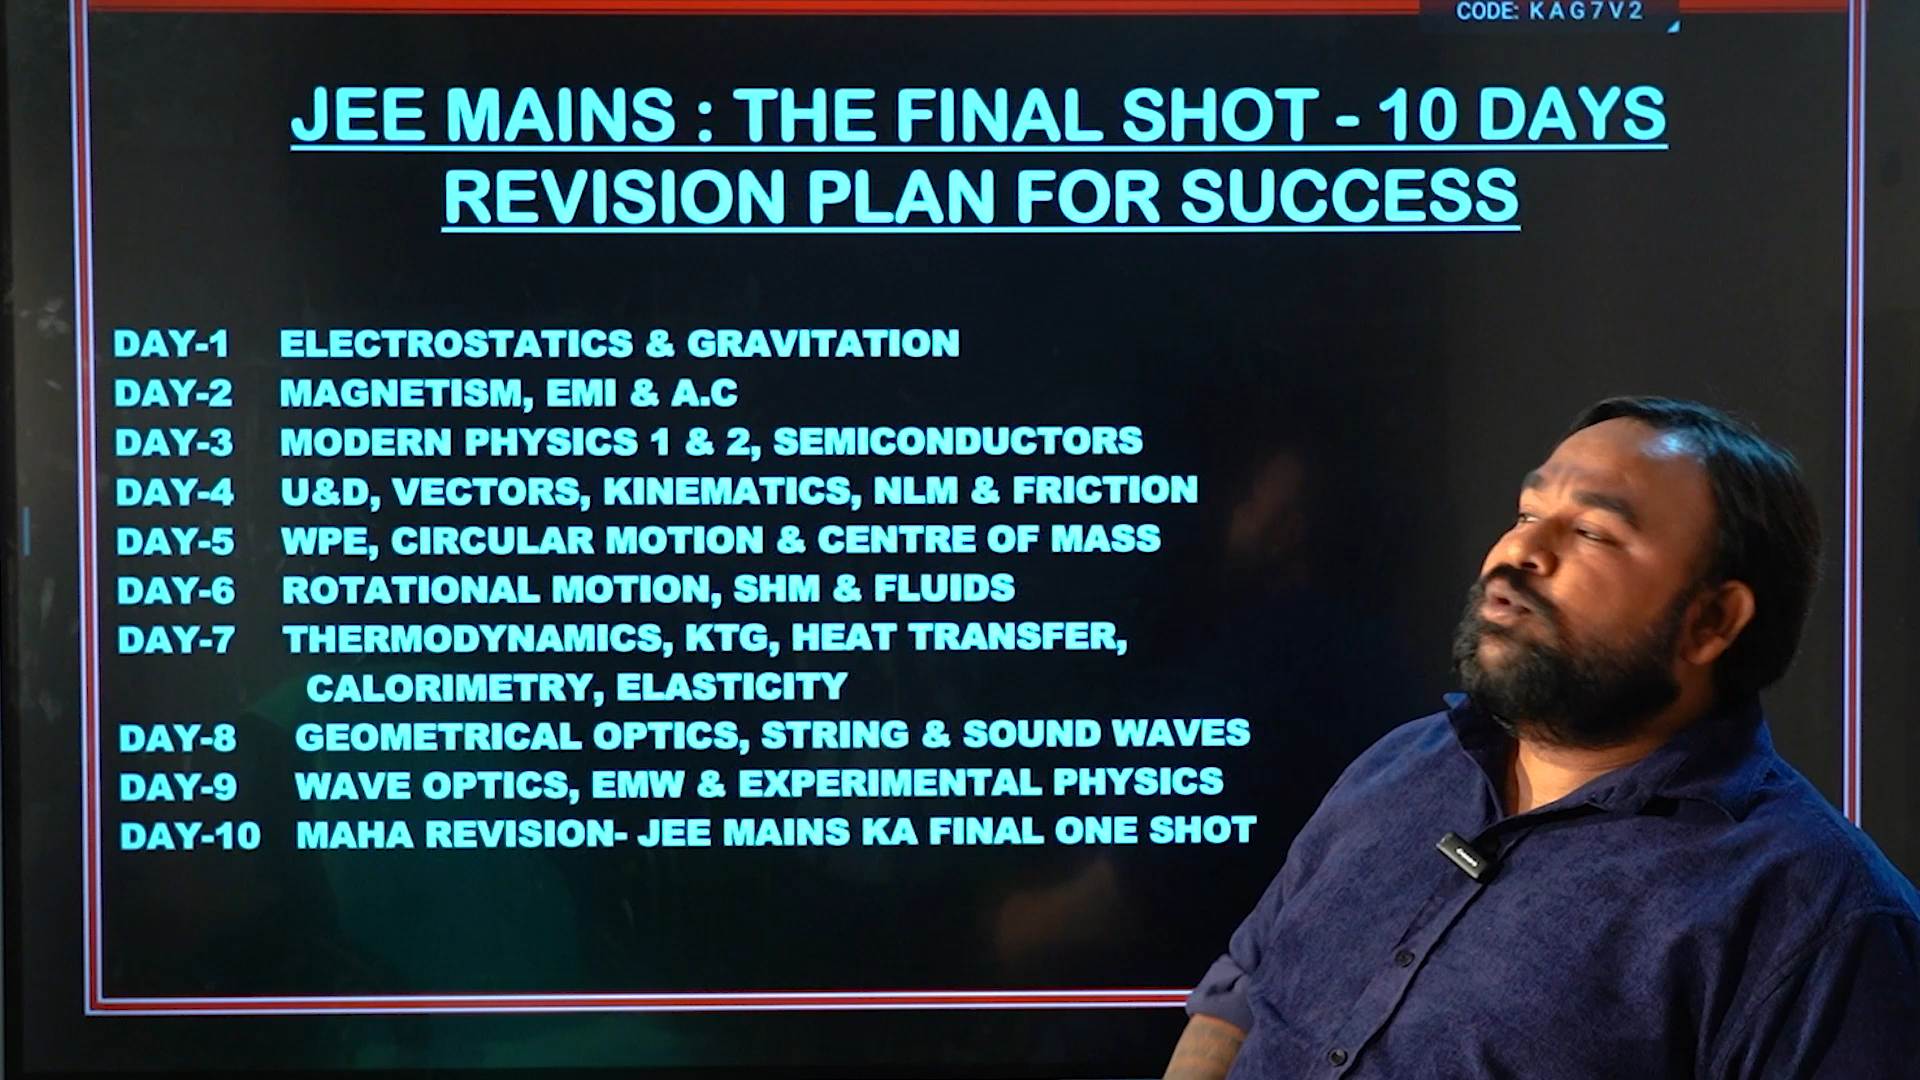 CODE: KAG7V2
JEE MAINS : THE FINAL SHOT - 10 DAYS
REVISION PLAN FOR SUCCESS
DAY-1 ELECTROSTATICS & GRAVITATION
DAY-2 MAGNETISM, EMI & A.C
DAY-3 MODERN PHYSICS 1 & 2, SEMICONDUCTORS
DAY-4 U&D, VECTORS, KINEMATICS, NLM & FRICTION
DAY-5 WPE, CIRCULAR MOTION & CENTRE OF MASS
DAY-6 ROTATIONAL MOTION, SHM & FLUIDS
DAY-7 THERMODYNAMICS, KTG, HEAT TRANSFER,
CALORIMETRY, ELASTICITY
DAY-8 GEOMETRICAL OPTICS, STRING & SOUND WAVES
DAY-9 WAVE OPTICS, EMW & EXPERIMENTAL PHYSICS
DAY-10 MAHA REVISION- JEE MAINS KA FINAL ONE SHOT